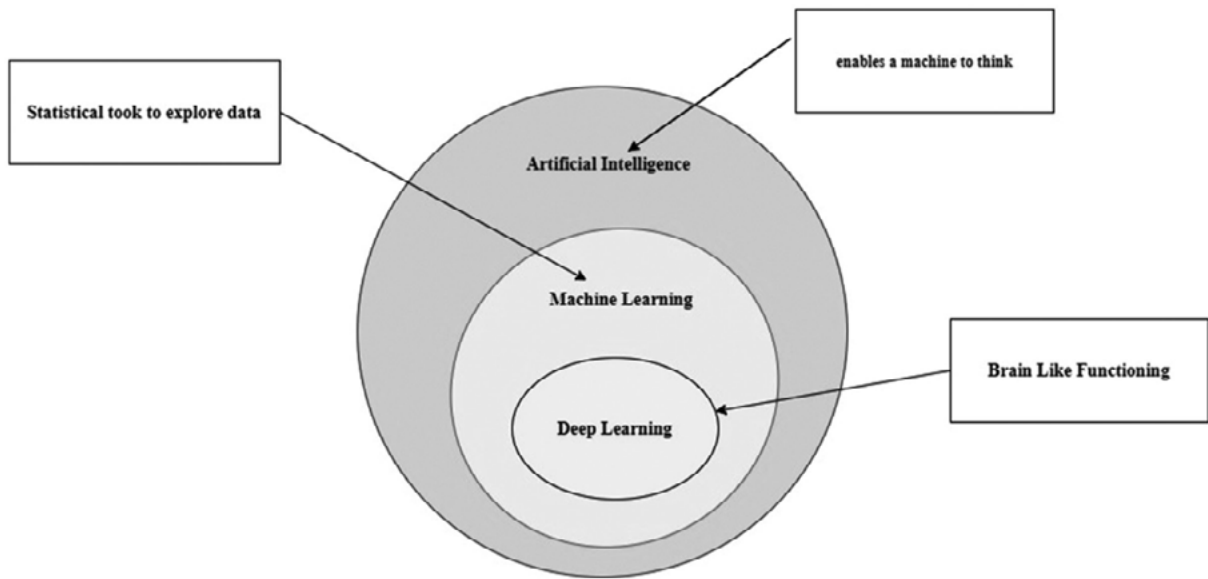 enables a machine to think
Statistical took to explore data
Artificial Intelligence
Machine Learning
Brain Like Functioning
Deep Learning